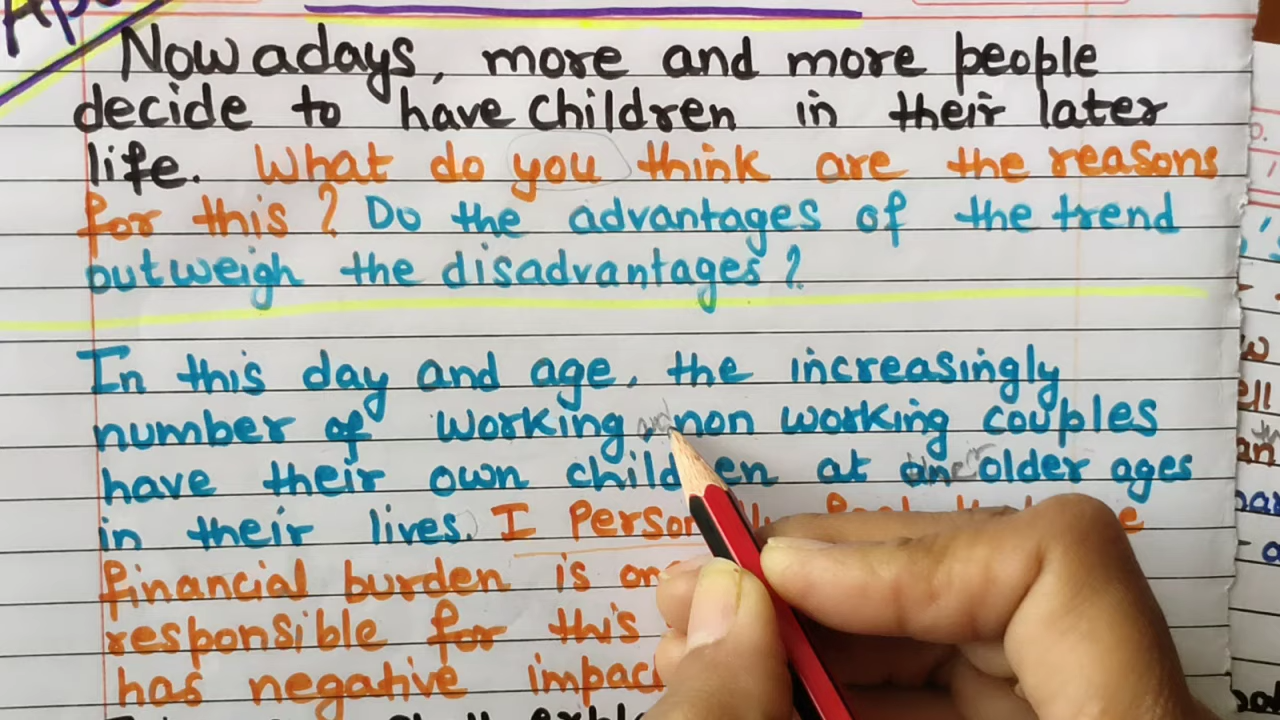 Nowadays, more and more people
decide to have children in their later
life. What do you think are the reasons
for this? Do the advantages of the trend
outweigh the disadvantages?
In this day and age, the increasingly
number of working, and non working couples
have their own children at older ages
in their lives. I Person
financial burden is
responsible for this
has negative impac